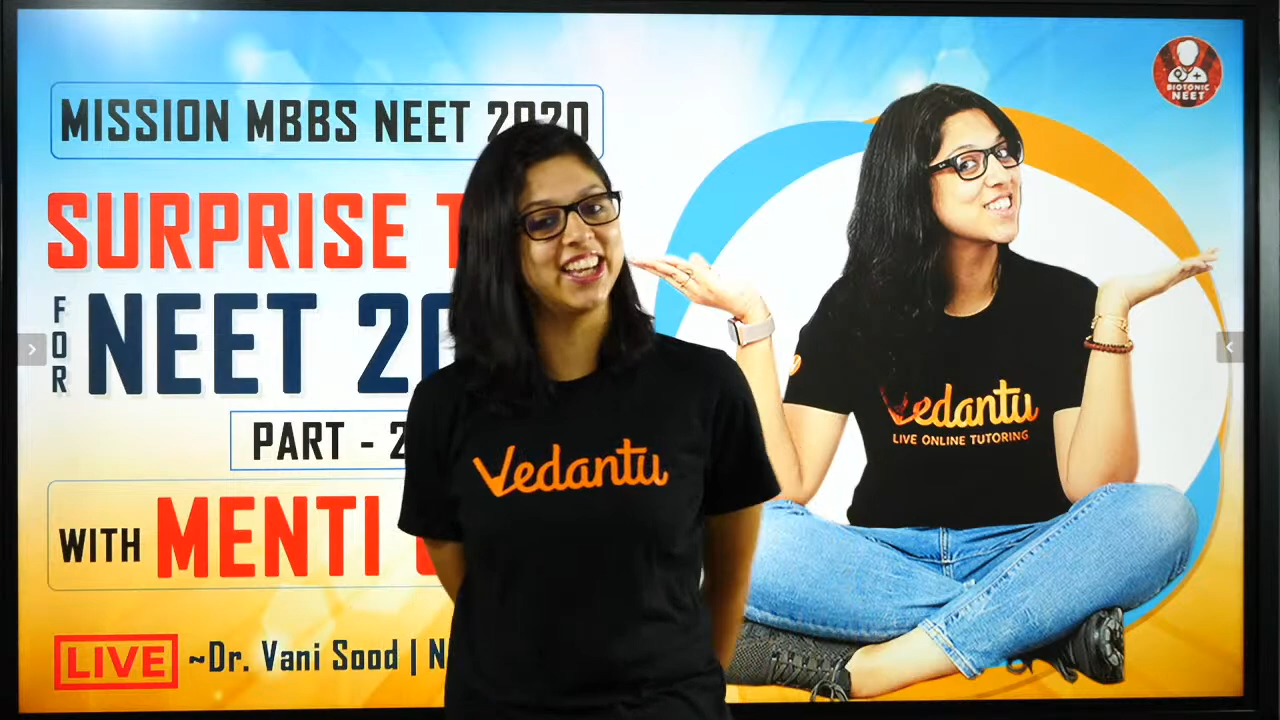 MISSION MBBS NEET 2020
SURPRISE
FOR
NEET
PART - 2
WITH MENTI
LIVE ~Dr. Vani Sood |
BIOTONIC
NEET
Vedantu
LIVE ONLINE TUTORING
Vedantu